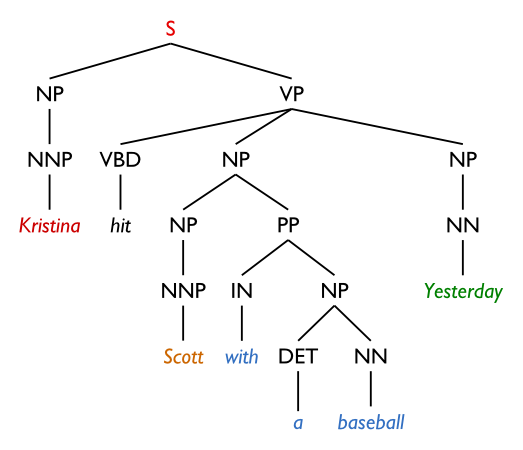 S
NP VP
NNP VBD NP NP
Kristina hit NP PP NN
NNP IN NP Yesterday
Scott with DET NN
a baseball